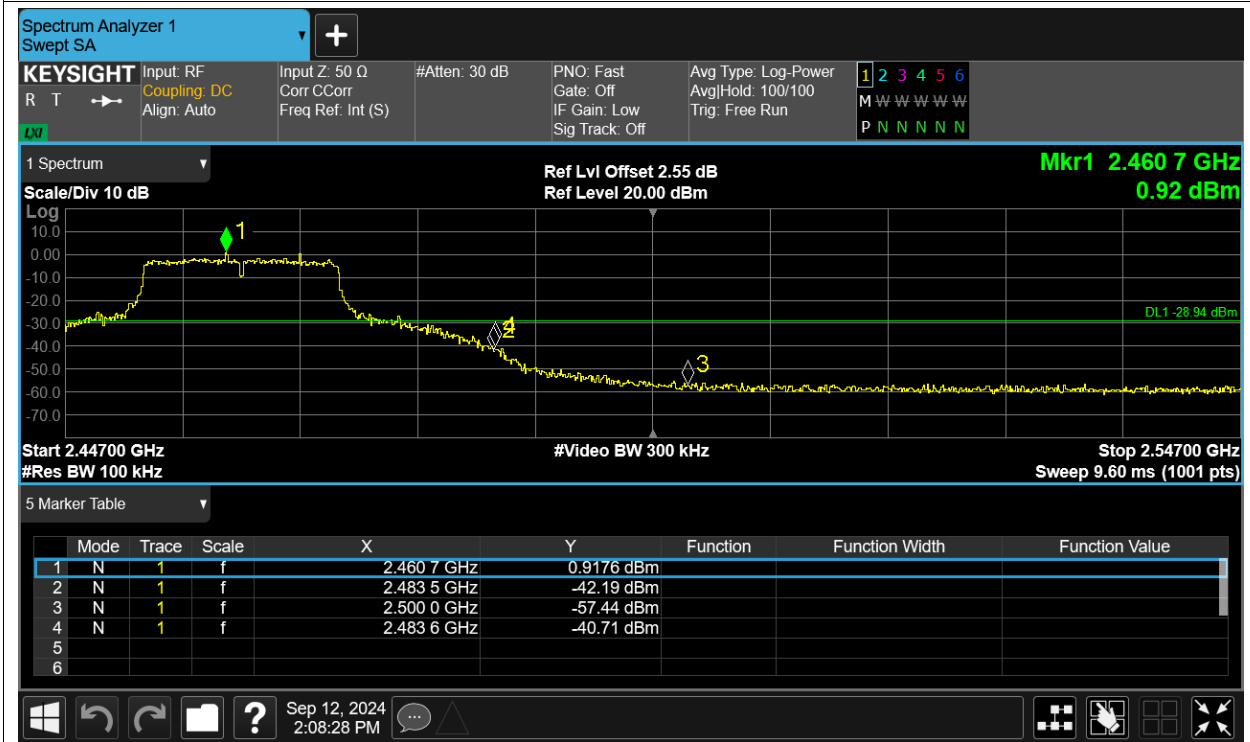 Spectrum Analyzer 1
Swept SA
+
KEYSIGHT Input: RF Input Z: 50 Ω #Atten: 30 dB PNO: Fast Avg Type: Log-Power 1 2 3 4 5 6
R T Coupling: DC Corr CCorr Gate: Off Avg|Hold: 100/100 M W W W W W
Align: Auto Freq Ref: Int (S) IF Gain: Low Trig: Free Run
LXI Sig Track: Off P N N N N N
1 Spectrum Ref Lvl Offset 2.55 dB Mkr1 2.460 7 GHz
Scale/Div 10 dB Ref Level 20.00 dBm 0.92 dBm
Log
10.0 1
0.00
-10.0
-20.0
DL1 -28.94 dBm
-30.0 4
2
-40.0
-50.0 3
-60.0
-70.0
Start 2.44700 GHz #Video BW 300 kHz Stop 2.54700 GHz
#Res BW 100 kHz Sweep 9.60 ms (1001 pts)
5 Marker Table
Mode Trace Scale X Y Function Function Width Function Value
1 N 1 f 2.460 7 GHz 0.9176 dBm
2 N 1 f 2.483 5 GHz -42.19 dBm
3 N 1 f 2.500 0 GHz -57.44 dBm
4 N 1 f 2.483 6 GHz -40.71 dBm
5
6
? Sep 12, 2024
2:08:28 PM